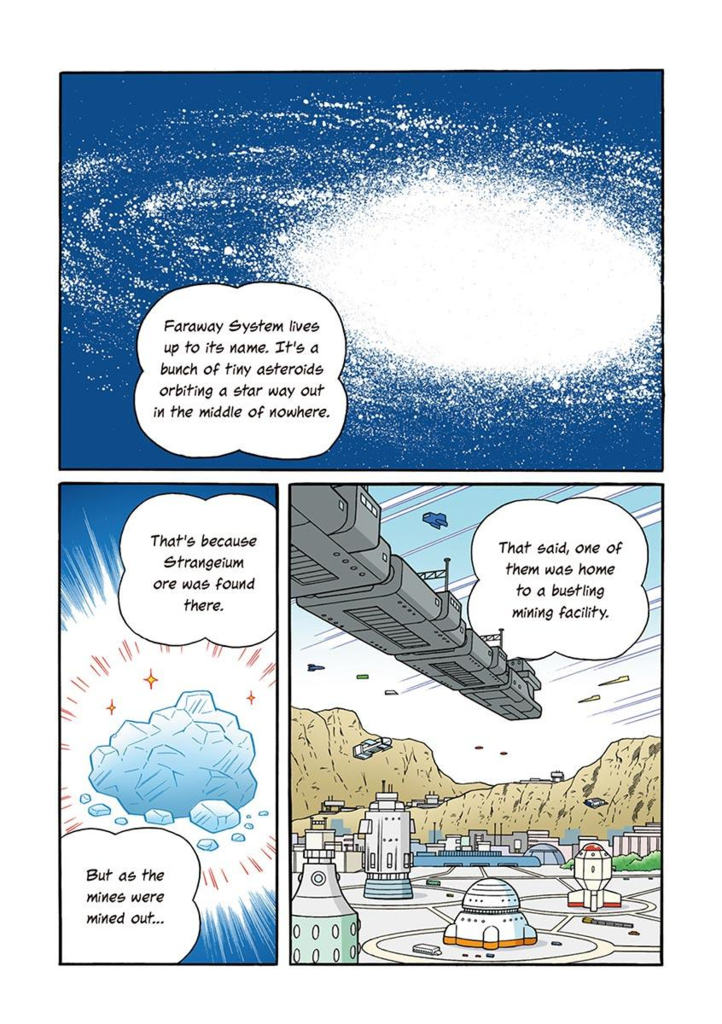 Faraway System lives
up to its name. It's a
bunch of tiny asteroids
orbiting a star way out
in the middle of nowhere.
That said, one of
them was home
to a bustling
mining facility.
That's because
Strangeium
ore was found
there.
But as the
mines were
mined out...